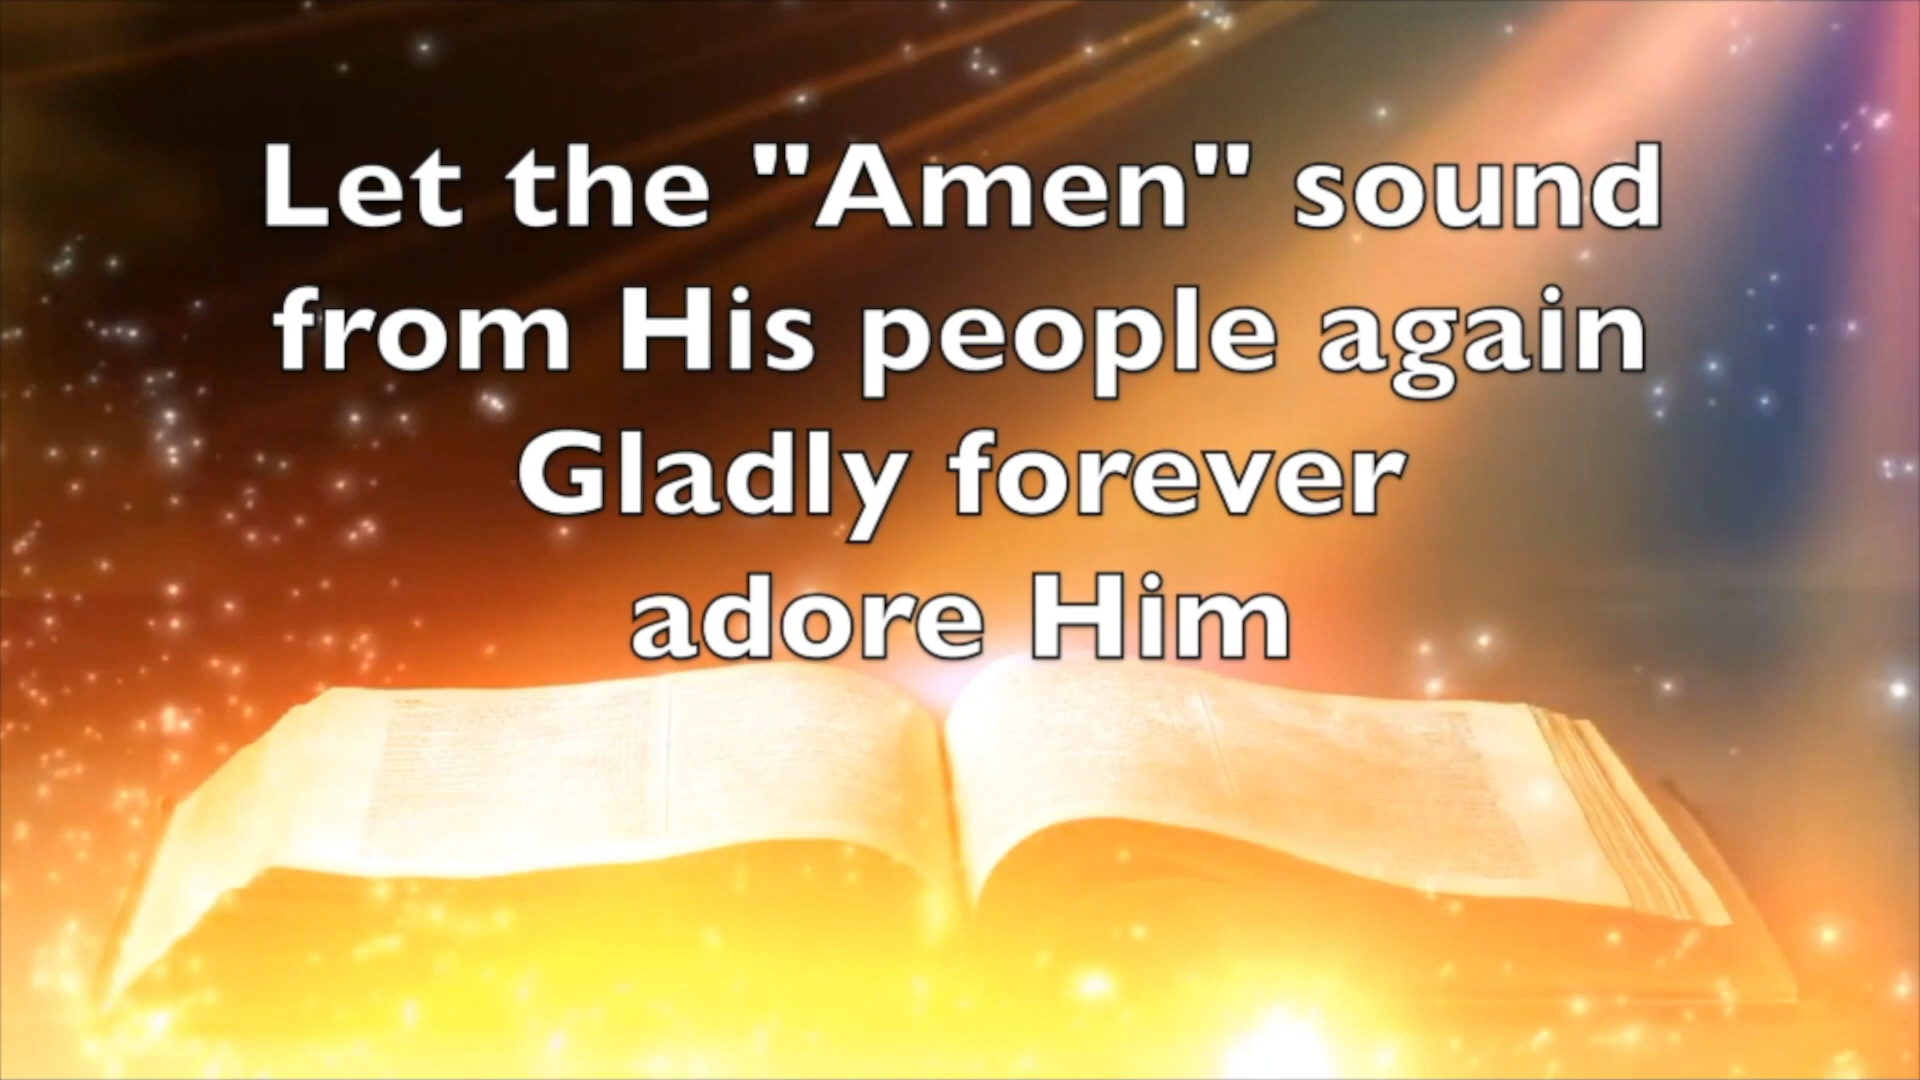 Let the "Amen" sound
from His people again
Gladly forever
adore Him